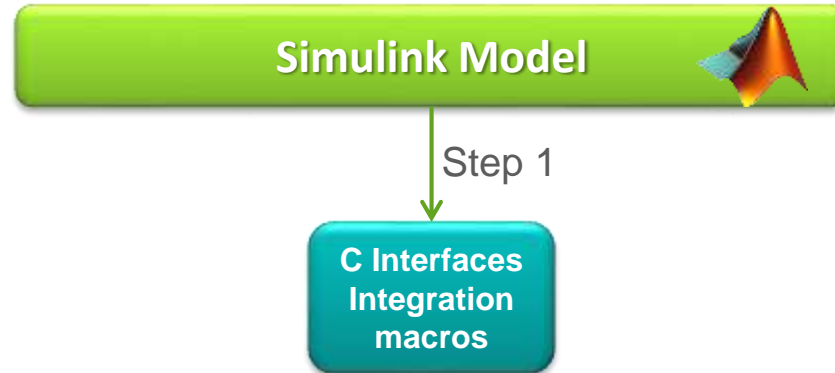 Simulink Model
Step 1
C Interfaces
Integration
macros